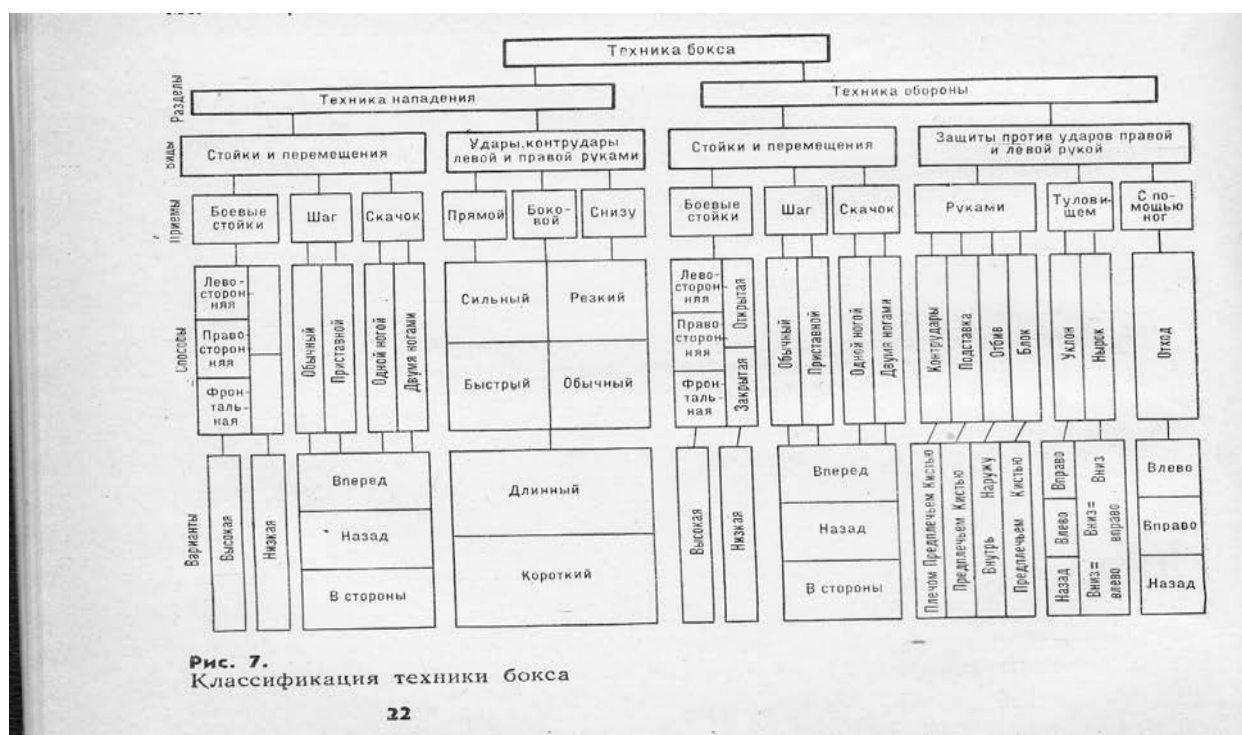 Техника бокса
Разделы
Техника нападения
Техника обороны
Виды
Стойки и перемещения
Удары, контрудары
левой и правой руками
Стойки и перемещения
Защиты против ударов правой
и левой рукой
Приемы
Боевые
стойки
Шаг
Скачок
Прямой
Боко-
вой
Снизу
Боевые
стойки
Шаг
Скачок
Руками
Турови-
щем
С по-
мощью
ног
Способы
Лево-
сторон-
няя
Право-
сторон-
няя
Фрон-
таль-
ная
Обычный
Приставной
Одной ногой
Двумя ногами
Сильный
Резкий
Быстрый
Обычный
Лево-
сторон-
няя
Право-
сторон-
няя
Фрон-
таль-
ная
Открытая
Закрытая
Обычный
Приставной
Одной ногой
Двумя ногами
Контрудары
Подставка
Отбив
Блок
Уклон
Нырок
Отход
Варианты
Высокая
Низкая
Вперед
Назад
В стороны
Длинный
Короткий
Высокая
Низкая
Вперед
Назад
В стороны
Плечом Предплечьем Кистью
Предплечьем Кистью
Внутрь Наружу
Предплечьем Кистью
Назад Влево Вправо
Вниз=
влево
Вниз=
вправо
Вниз
Влево
Вправо
Назад
Рис. 7.
Классификация техники бокса
22